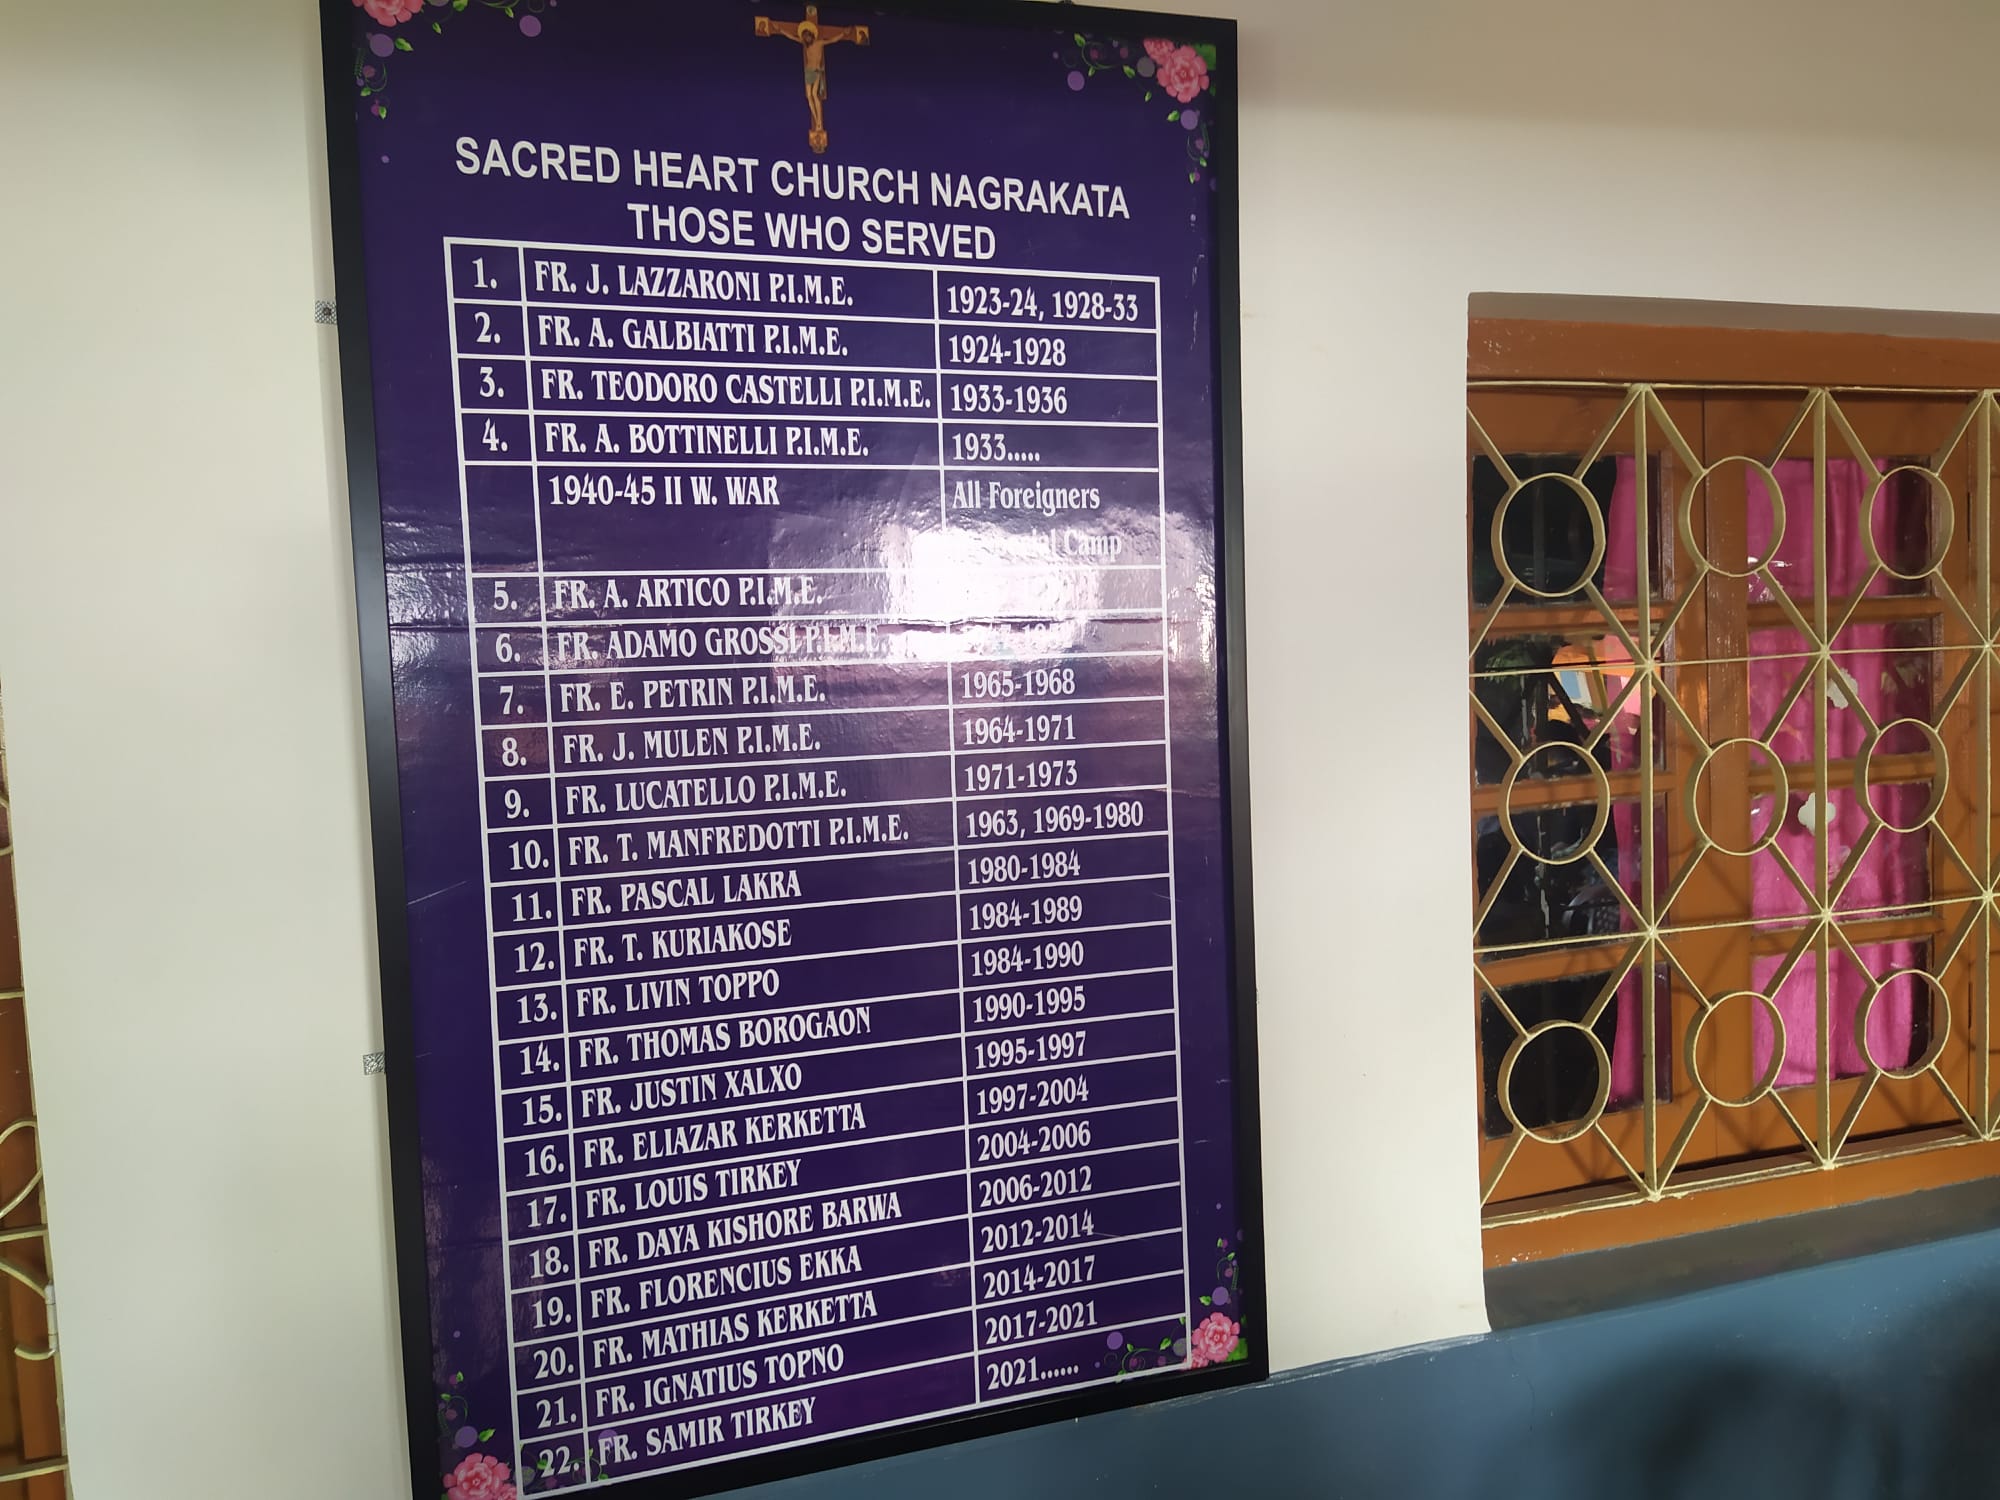 SACRED HEART CHURCH NAGRAKATA
THOSE WHO SERVED
1. FR. J. LAZZARONI P.I.M.E. 1923-24, 1928-33
2. FR. A. GALBIATTI P.I.M.E. 1924-1928
3. FR. TEODORO CASTELLI P.I.M.E. 1933-1936
4. FR. A. BOTTINELLI P.I.M.E. 1933.....
1940-45 II W. WAR All Foreigners
Camp
5. FR. A. ARTICO P.I.M.E.
6. FR. ADAMO GROSSI P.I.M.E.
7. FR. E. PETRIN P.I.M.E. 1965-1968
8. FR. J. MULEN P.I.M.E. 1964-1971
9. FR. LUCATELLO P.I.M.E. 1971-1973
10. FR. T. MANFREDOTTI P.I.M.E. 1963, 1969-1980
11. FR. PASCAL LAKRA 1980-1984
12. FR. T. KURIAKOSE 1984-1989
13. FR. LIVIN TOPPO 1984-1990
14. FR. THOMAS BOROGAON 1990-1995
15. FR. JUSTIN XALXO 1995-1997
16. FR. ELIAZAR KERKETTA 1997-2004
17. FR. LOUIS TIRKEY 2004-2006
18. FR. DAYA KISHORE BARWA 2006-2012
19. FR. FLORENCIUS EKKA 2012-2014
20. FR. MATHIAS KERKETTA 2014-2017
21. FR. IGNATIUS TOPNO 2017-2021
22. FR. SAMIR TIRKEY 2021......